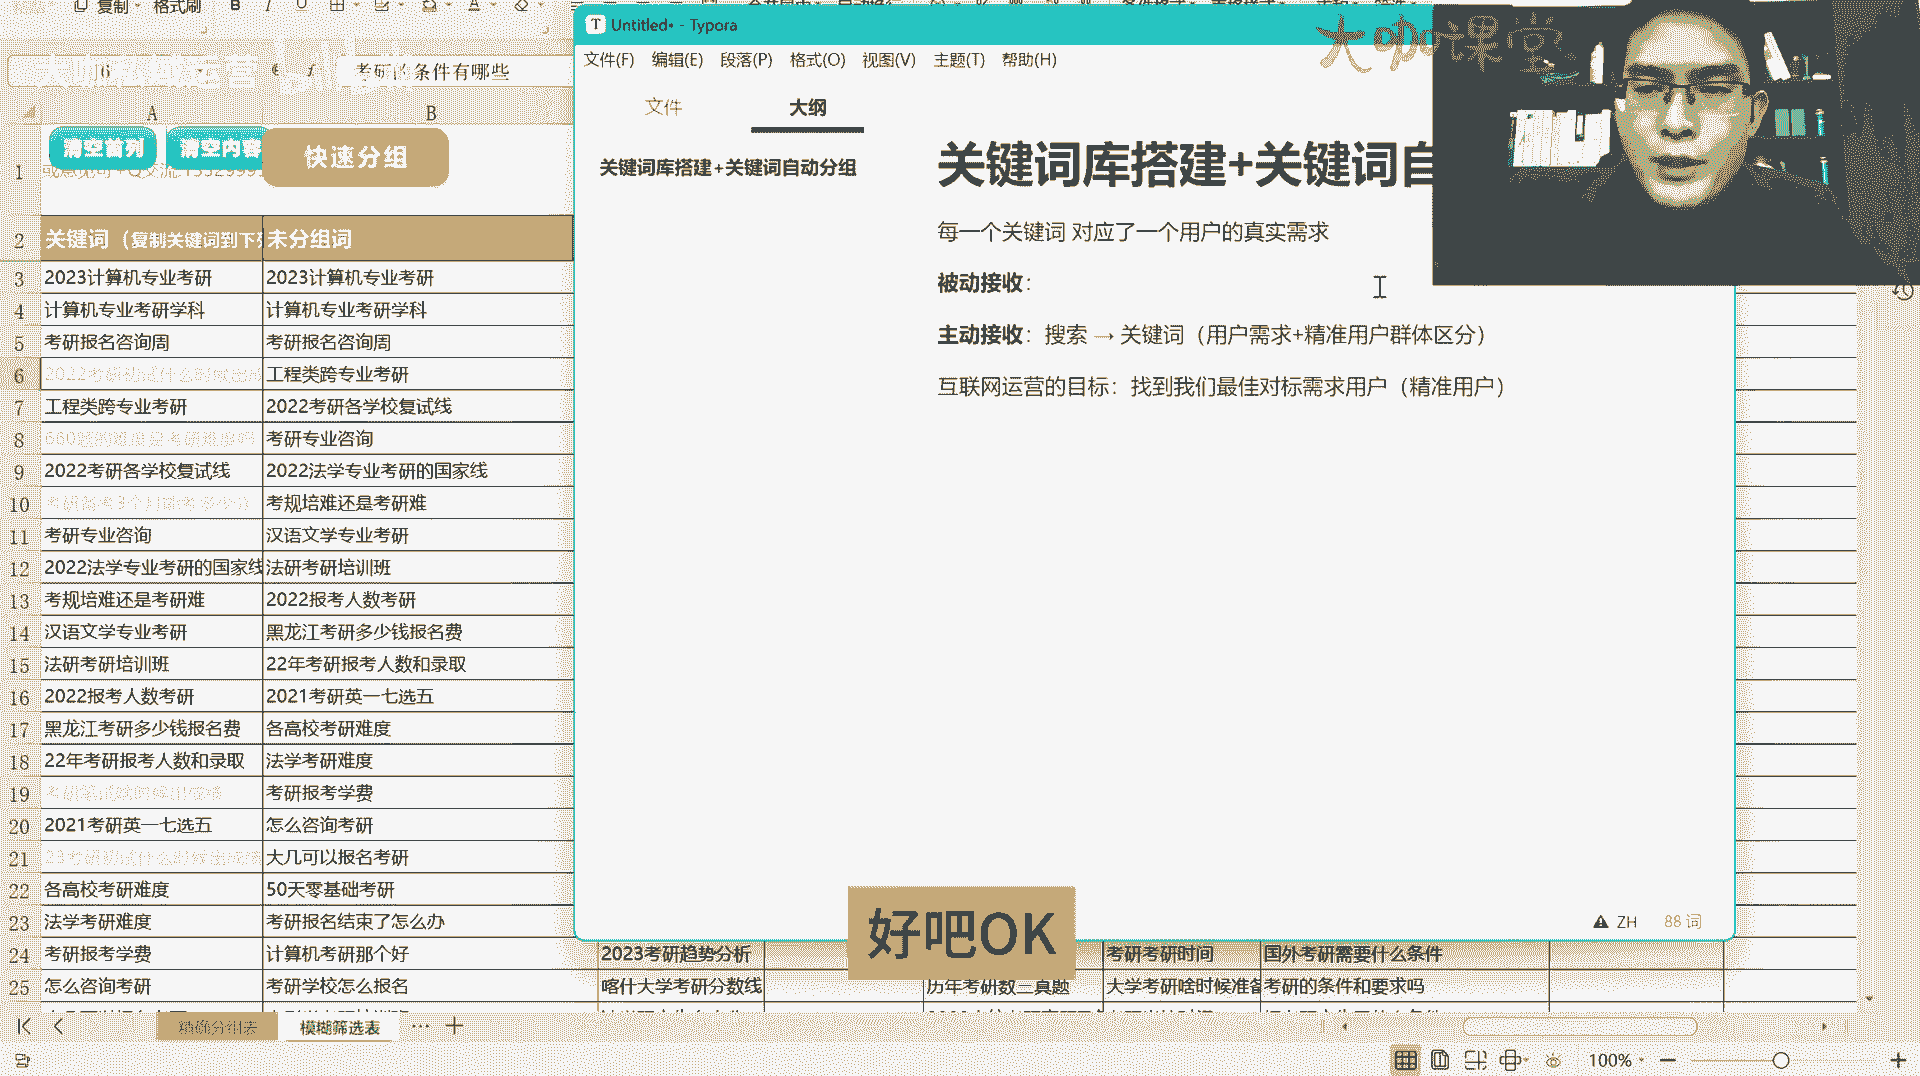 复制
格式刷
B
Untitled• - Typora
大咖课堂
文件(F) 编辑(E) 段落(P) 格式(O) 视图(V) 主题(T) 帮助(H)
考研的条件有哪些
文件 大纲
A B
清空首列 清空内容 快速分组
关键词库搭建+关键词自动分组
关键词库搭建+关键词自
每一个关键词 对应了一个用户的真实需求
被动接收：
主动接收：搜索 → 关键词（用户需求+精准用户群体区分）
互联网运营的目标：找到我们最佳对标需求用户（精准用户）
1
2 关键词（复制关键词到下 未分组词
3 2023计算机专业考研 2023计算机专业考研
4 计算机专业考研学科 计算机专业考研学科
5 考研报名咨询周 考研报名咨询周
6 工程类跨专业考研
7 工程类跨专业考研 2022考研各学校复试线
8 考研专业咨询
9 2022考研各学校复试线 2022法学专业考研的国家线
10 考规培难还是考研难
11 考研专业咨询 汉语文学专业考研
12 2022法学专业考研的国家线 法研考研培训班
13 考规培难还是考研难 2022报考人数考研
14 汉语文学专业考研 黑龙江考研多少钱报名费
15 法研考研培训班 22年考研报考人数和录取
16 2022报考人数考研 2021考研英一七选五
17 黑龙江考研多少钱报名费 各高校考研难度
18 22年考研报考人数和录取 法学考研难度
19 考研报考学费
20 2021考研英一七选五 怎么咨询考研
21 大几可以报名考研
22 各高校考研难度 50天零基础考研
23 法学考研难度 考研报名结束了怎么办
24 考研报考学费 计算机考研那个好 2023考研趋势分析 考研考研时间 国外考研需要什么条件
25 怎么咨询考研 考研学校怎么报名 喀什大学考研分数线 历年考研数三真题 大学考研啥时候准备 考研的条件和要求吗
ZH 88 词
好吧OK
精确分组表 模糊筛选表 ··· +
100%